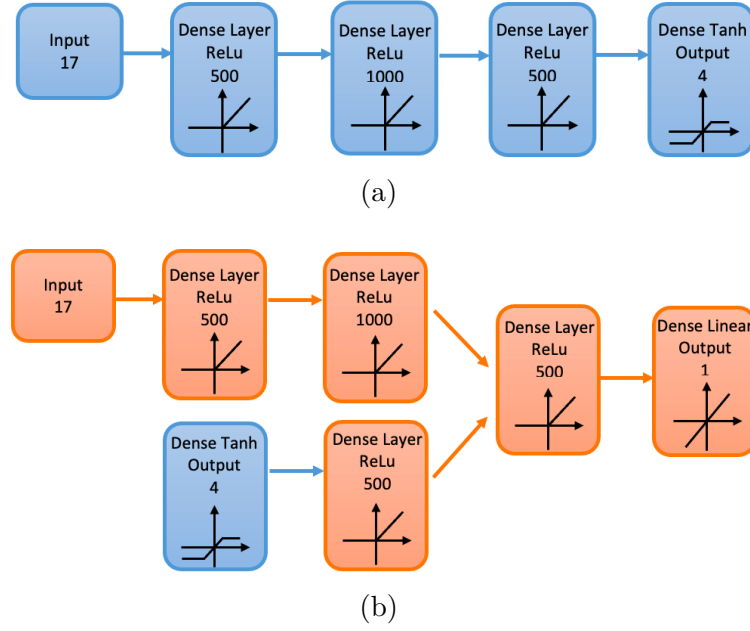 Input
17
Dense Layer
ReLu
500
Dense Layer
ReLu
1000
Dense Layer
ReLu
500
Dense Tanh
Output
4
(a)
Input
17
Dense Layer
ReLu
500
Dense Layer
ReLu
1000
Dense Tanh
Output
4
Dense Layer
ReLu
500
Dense Layer
ReLu
500
Dense Linear
Output
1
(b)